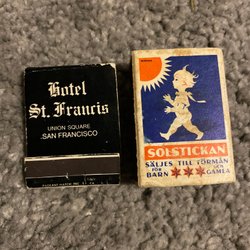 Hotel
St. Francis
UNION SQUARE
SAN FRANCISCO
SOLSTICKAN
SÄLJES TILL FÖRMÅN
FÖR BARN OCH GAMLA